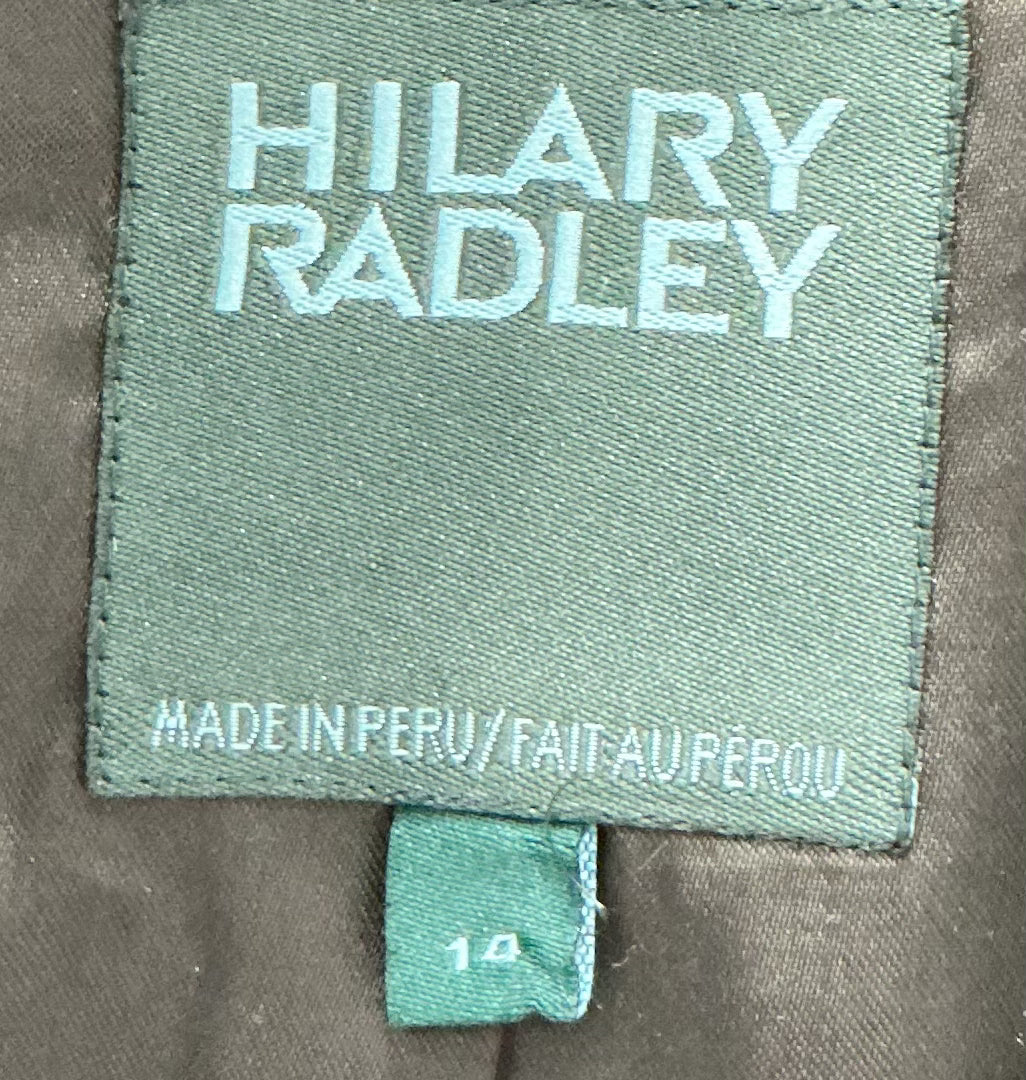 HILARY
RADLEY
MADE IN PERU/FAIT AU PÉROU
14